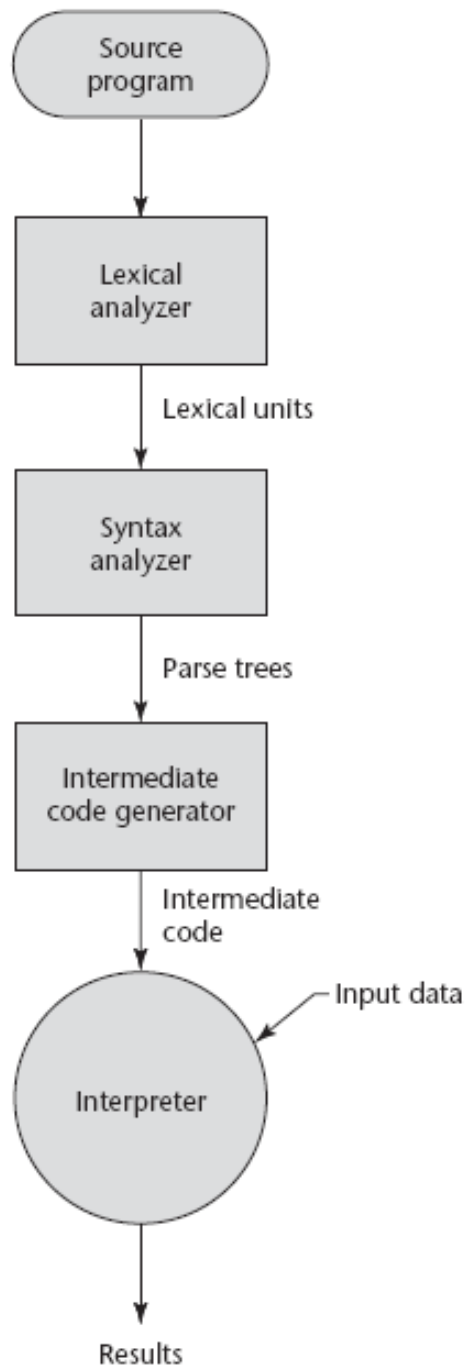 Source
program
Lexical
analyzer
Lexical units
Syntax
analyzer
Parse trees
Intermediate
code generator
Intermediate
code
Input data
Interpreter
Results